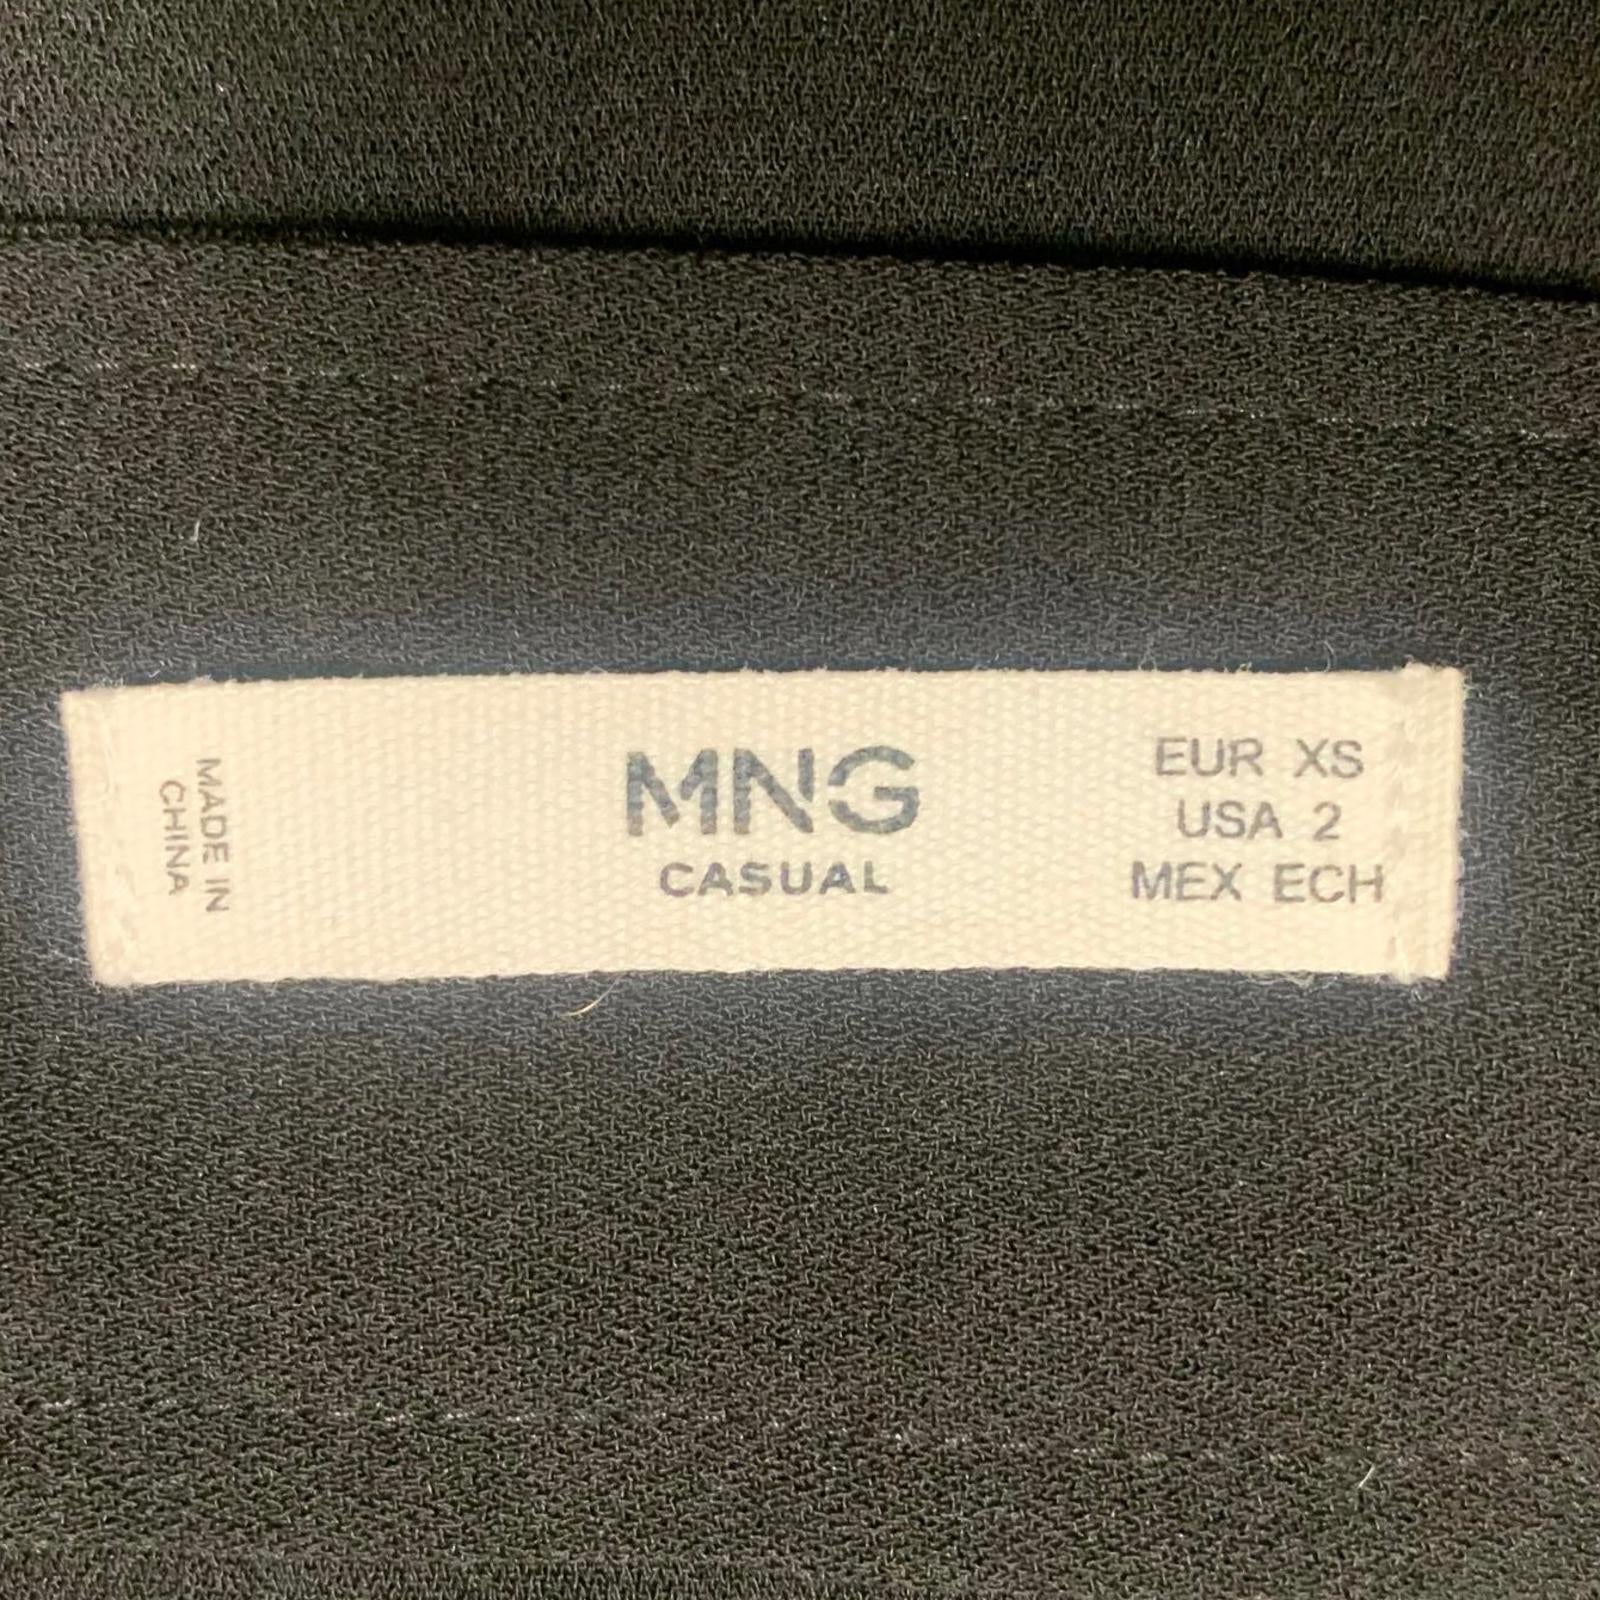 MADE IN
CHINA
MNG
CASUAL
EUR XS
USA 2
MEX ECH